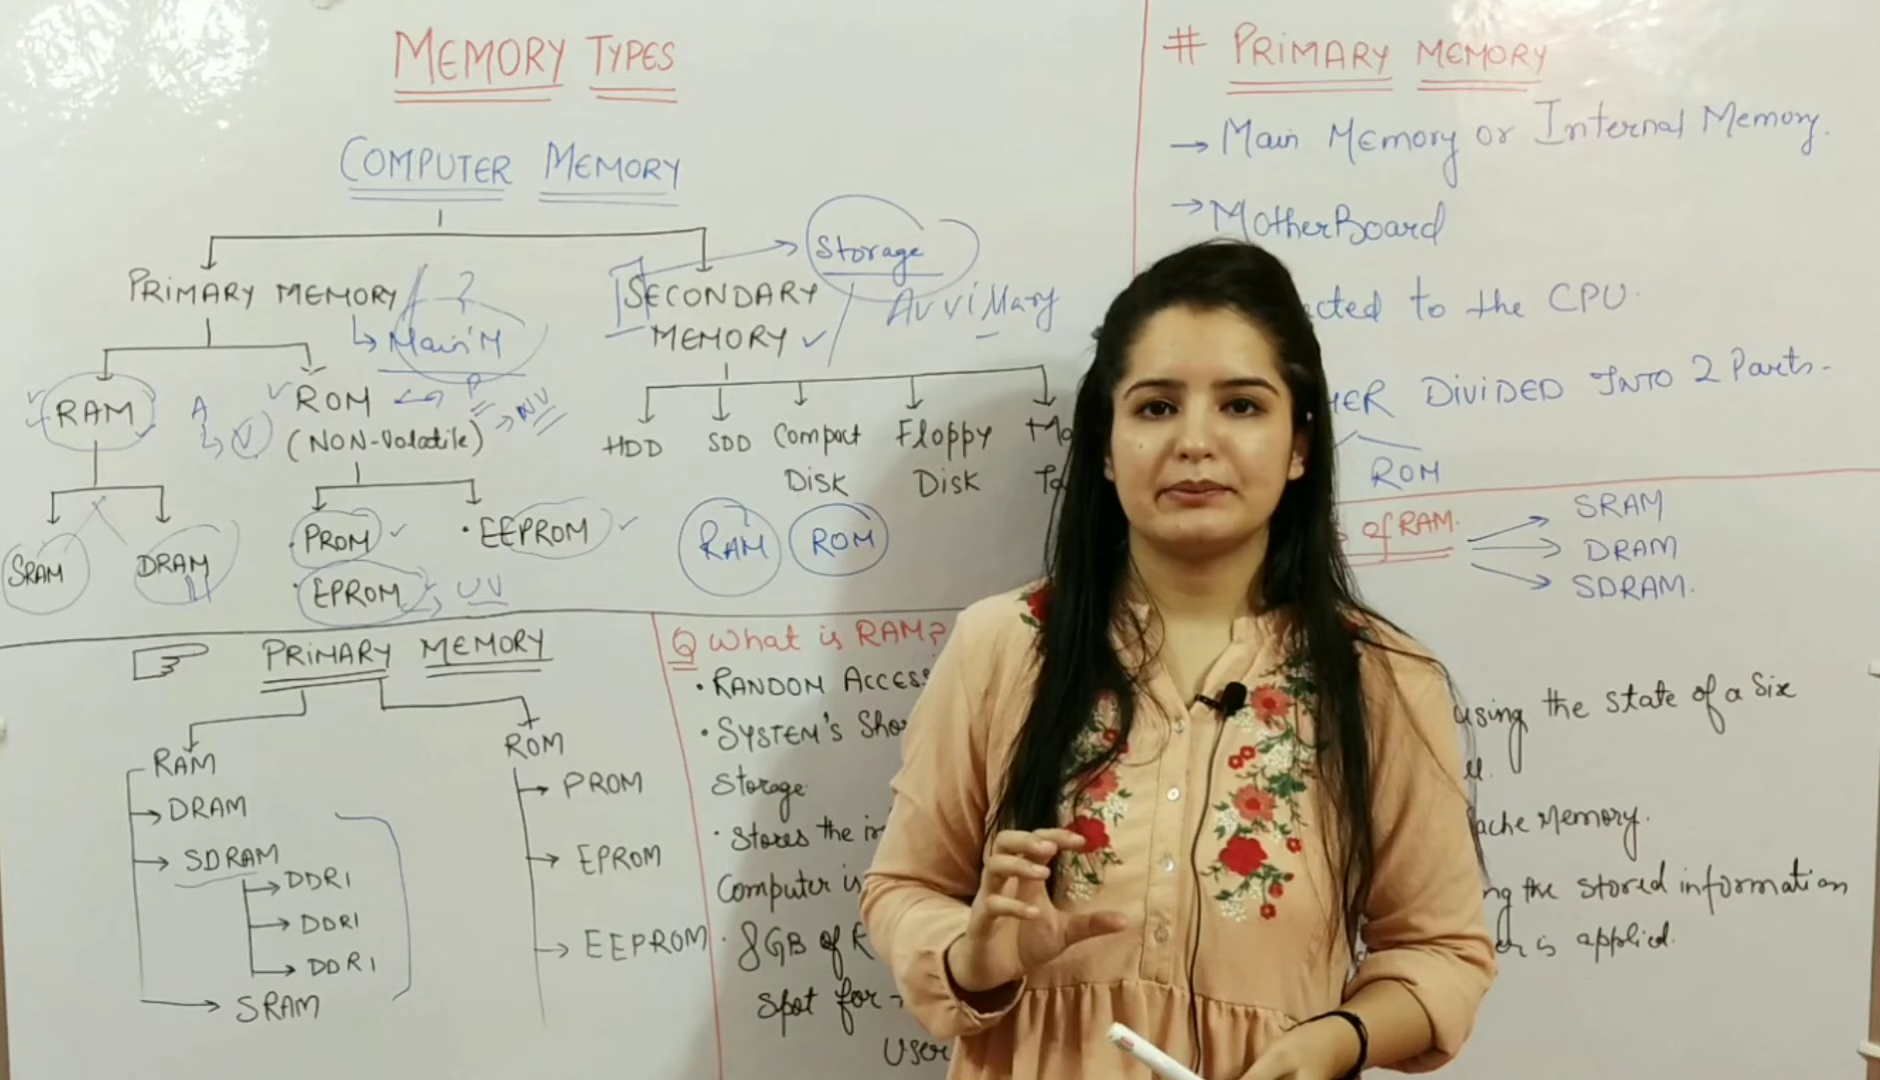 MEMORY TYPES
COMPUTER MEMORY
PRIMARY MEMORY
?
↳ Main M
Storage
SECONDARY
MEMORY ✓
RAM
A
↳ V
ROM
P
→ NV
(NON-Volatile)
SRAM
DRAM
PROM ✓
• EEPROM ✓
• EPROM → UV
HDD
SDD
Compact
Disk
Floppy
Disk
RAM
ROM
PRIMARY MEMORY
RAM
→ DRAM
→ SDRAM
→ DDR1
→ DDR1
→ DDR1
→ SRAM
ROM
→ PROM
→ EPROM
→ EEPROM
Q What is RAM?
• RANDOM ACCESS
• SYSTEM'S
Storage
• Stores the
Computer is
• 8GB of
Spot for
User
# PRIMARY MEMORY
→ Main Memory or Internal Memory.
→ MotherBoard
to the CPU.
DIVIDED INTO 2 Parts-
ROM
of RAM.
SRAM
DRAM
SDRAM.
using the state of a Six
Memory.
the stored information
is applied.